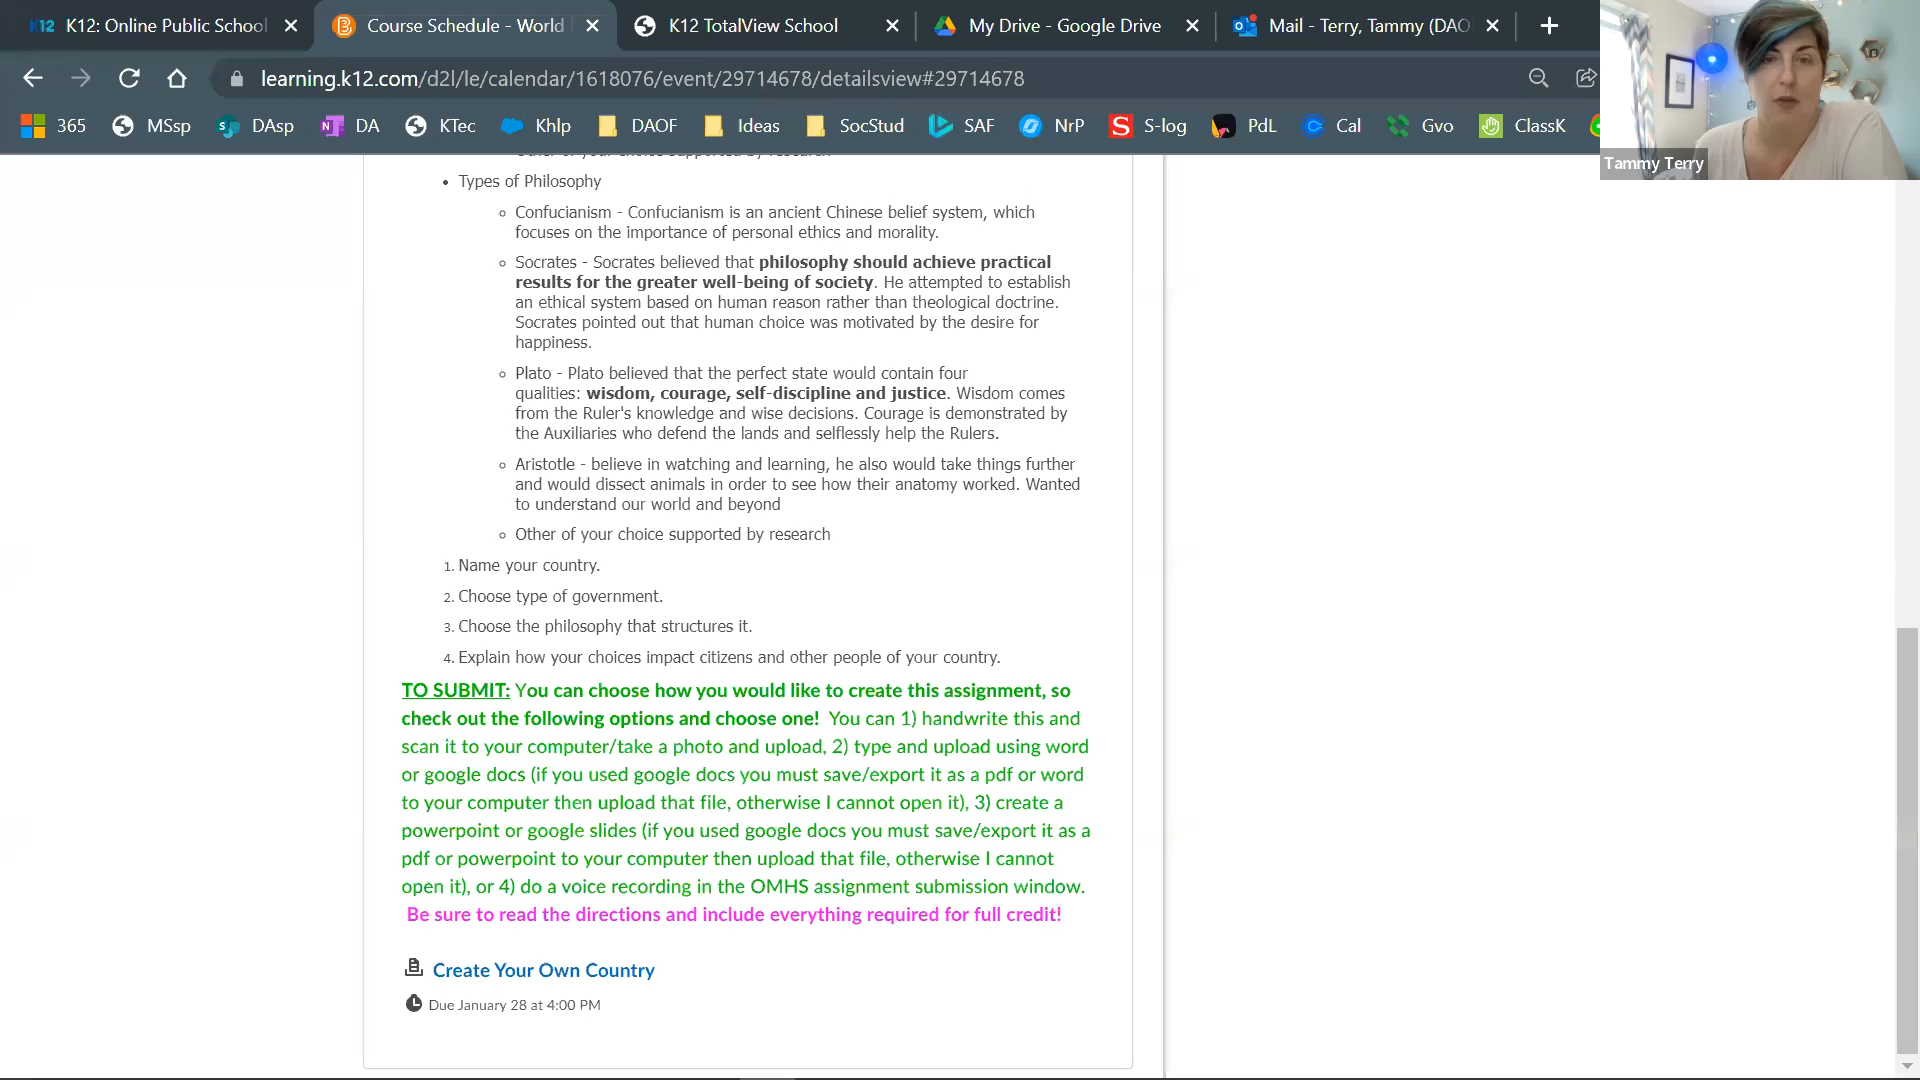 K12: Online Public School
Course Schedule - World
K12 TotalView School
My Drive - Google Drive
Mail - Terry, Tammy (DAO
learning.k12.com/d2l/le/calendar/1618076/event/29714678/detailsview#29714678
365 MSsp DAsp DA KTec Khlp DAOF Ideas SocStud SAF NrP S-log PdL Cal Gvo ClassK
Tammy Terry
• Types of Philosophy
Confucianism - Confucianism is an ancient Chinese belief system, which
focuses on the importance of personal ethics and morality.
Socrates - Socrates believed that philosophy should achieve practical
results for the greater well-being of society. He attempted to establish
an ethical system based on human reason rather than theological doctrine.
Socrates pointed out that human choice was motivated by the desire for
happiness.
Plato - Plato believed that the perfect state would contain four
qualities: wisdom, courage, self-discipline and justice. Wisdom comes
from the Ruler's knowledge and wise decisions. Courage is demonstrated by
the Auxiliaries who defend the lands and selflessly help the Rulers.
Aristotle - believe in watching and learning, he also would take things further
and would dissect animals in order to see how their anatomy worked. Wanted
to understand our world and beyond
Other of your choice supported by research
1. Name your country.
2. Choose type of government.
3. Choose the philosophy that structures it.
4. Explain how your choices impact citizens and other people of your country.
TO SUBMIT: You can choose how you would like to create this assignment, so
check out the following options and choose one! You can 1) handwrite this and
scan it to your computer/take a photo and upload, 2) type and upload using word
or google docs (if you used google docs you must save/export it as a pdf or word
to your computer then upload that file, otherwise I cannot open it), 3) create a
powerpoint or google slides (if you used google docs you must save/export it as a
pdf or powerpoint to your computer then upload that file, otherwise I cannot
open it), or 4) do a voice recording in the OMHS assignment submission window.
Be sure to read the directions and include everything required for full credit!
Create Your Own Country
Due January 28 at 4:00 PM